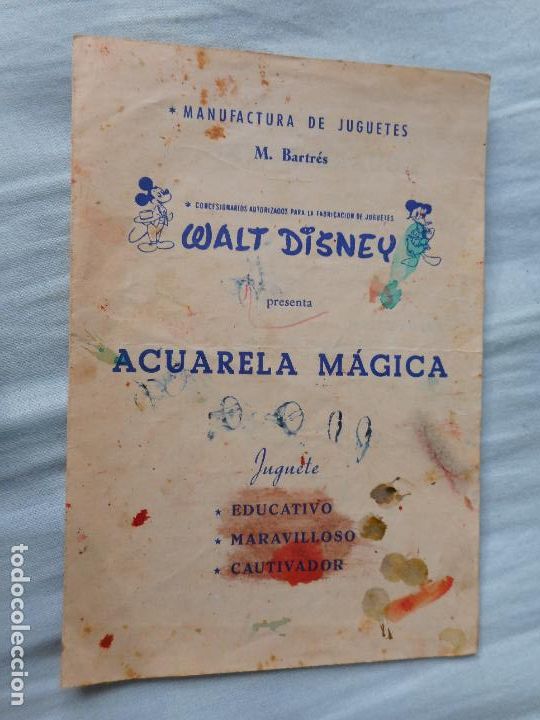 * MANUFACTURA DE JUGUETES
M. Bartrés
* CONCESIONARIOS AUTORIZADOS PARA LA FABRICACION DE JUGUETES
WALT DISNEY
presenta
ACUARELA MÁGICA
Juguete
★ EDUCATIVO
★ MARAVILLOSO
★ CAUTIVADOR
todocoleccion.net